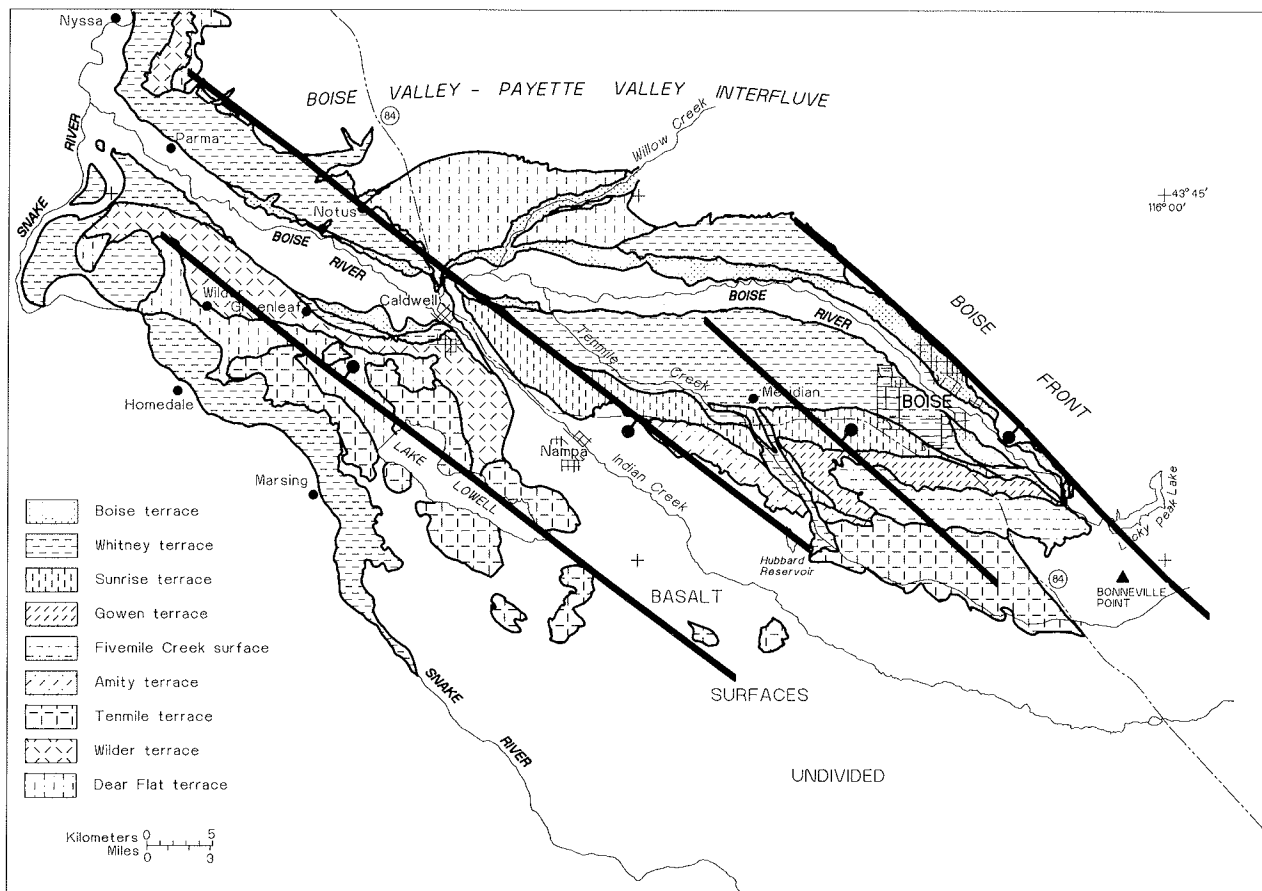 Nyssa
BOISE VALLEY - PAYETTE VALLEY INTERFLUVE
84
Willow Creek
Parma
RIVER
SNAKE
Notus
43° 45'
116° 00'
BOISE
RIVER
BOISE
RIVER
BOISE
FRONT
Wilder
Greenleaf
Caldwell
Tenmile
Creek
Meridian
BOISE
Homedale
LAKE
LOWELL
Nampa
Indian Creek
Marsing
Lucky Peak Lake
Hubbard
Reservoir
84
BONNEVILLE
POINT
BASALT
SURFACES
UNDIVIDED
SNAKE
RIVER
Boise terrace
Whitney terrace
Sunrise terrace
Gowen terrace
Fivemile Creek surface
Amity terrace
Tenmile terrace
Wilder terrace
Dear Flat terrace
Kilometers 0 5
Miles 0 3